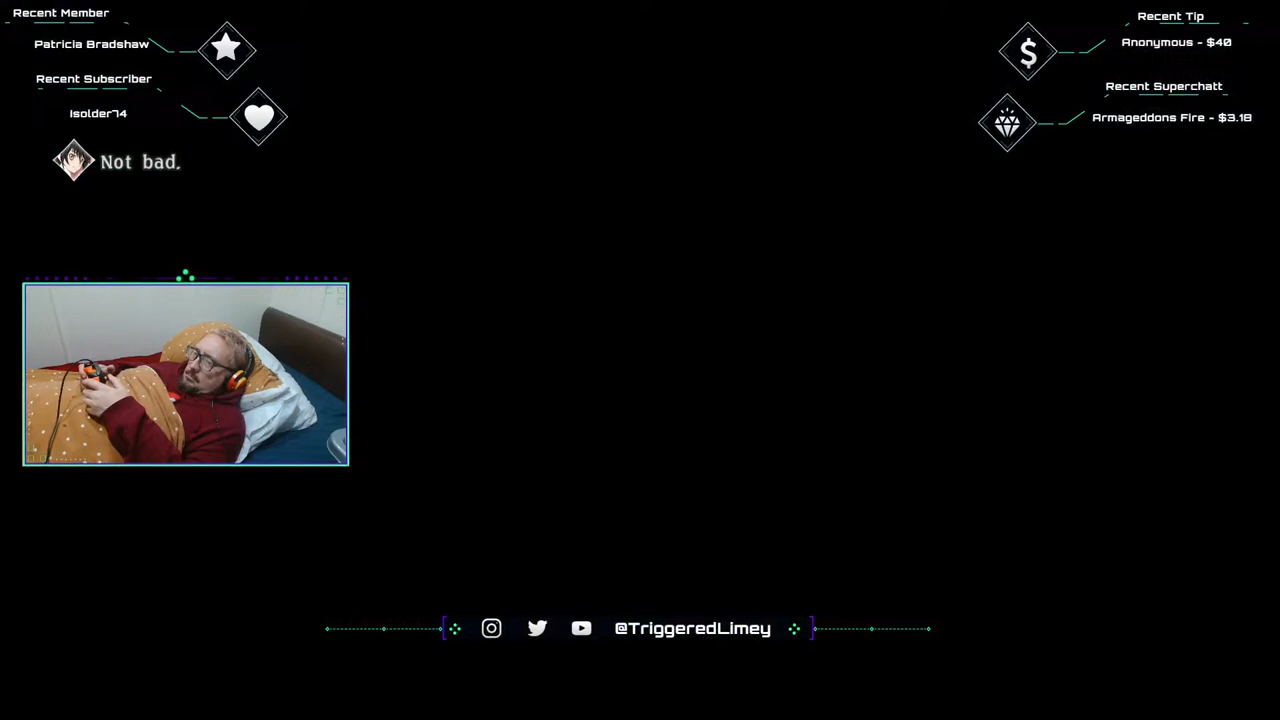 Recent Member
Patricia Bradshaw
Recent Subscriber
Isolder74
Not bad.
Recent Tip
Anonymous - $40
Recent Superchatt
Armageddons Fire - $3.18
@TriggeredLimey